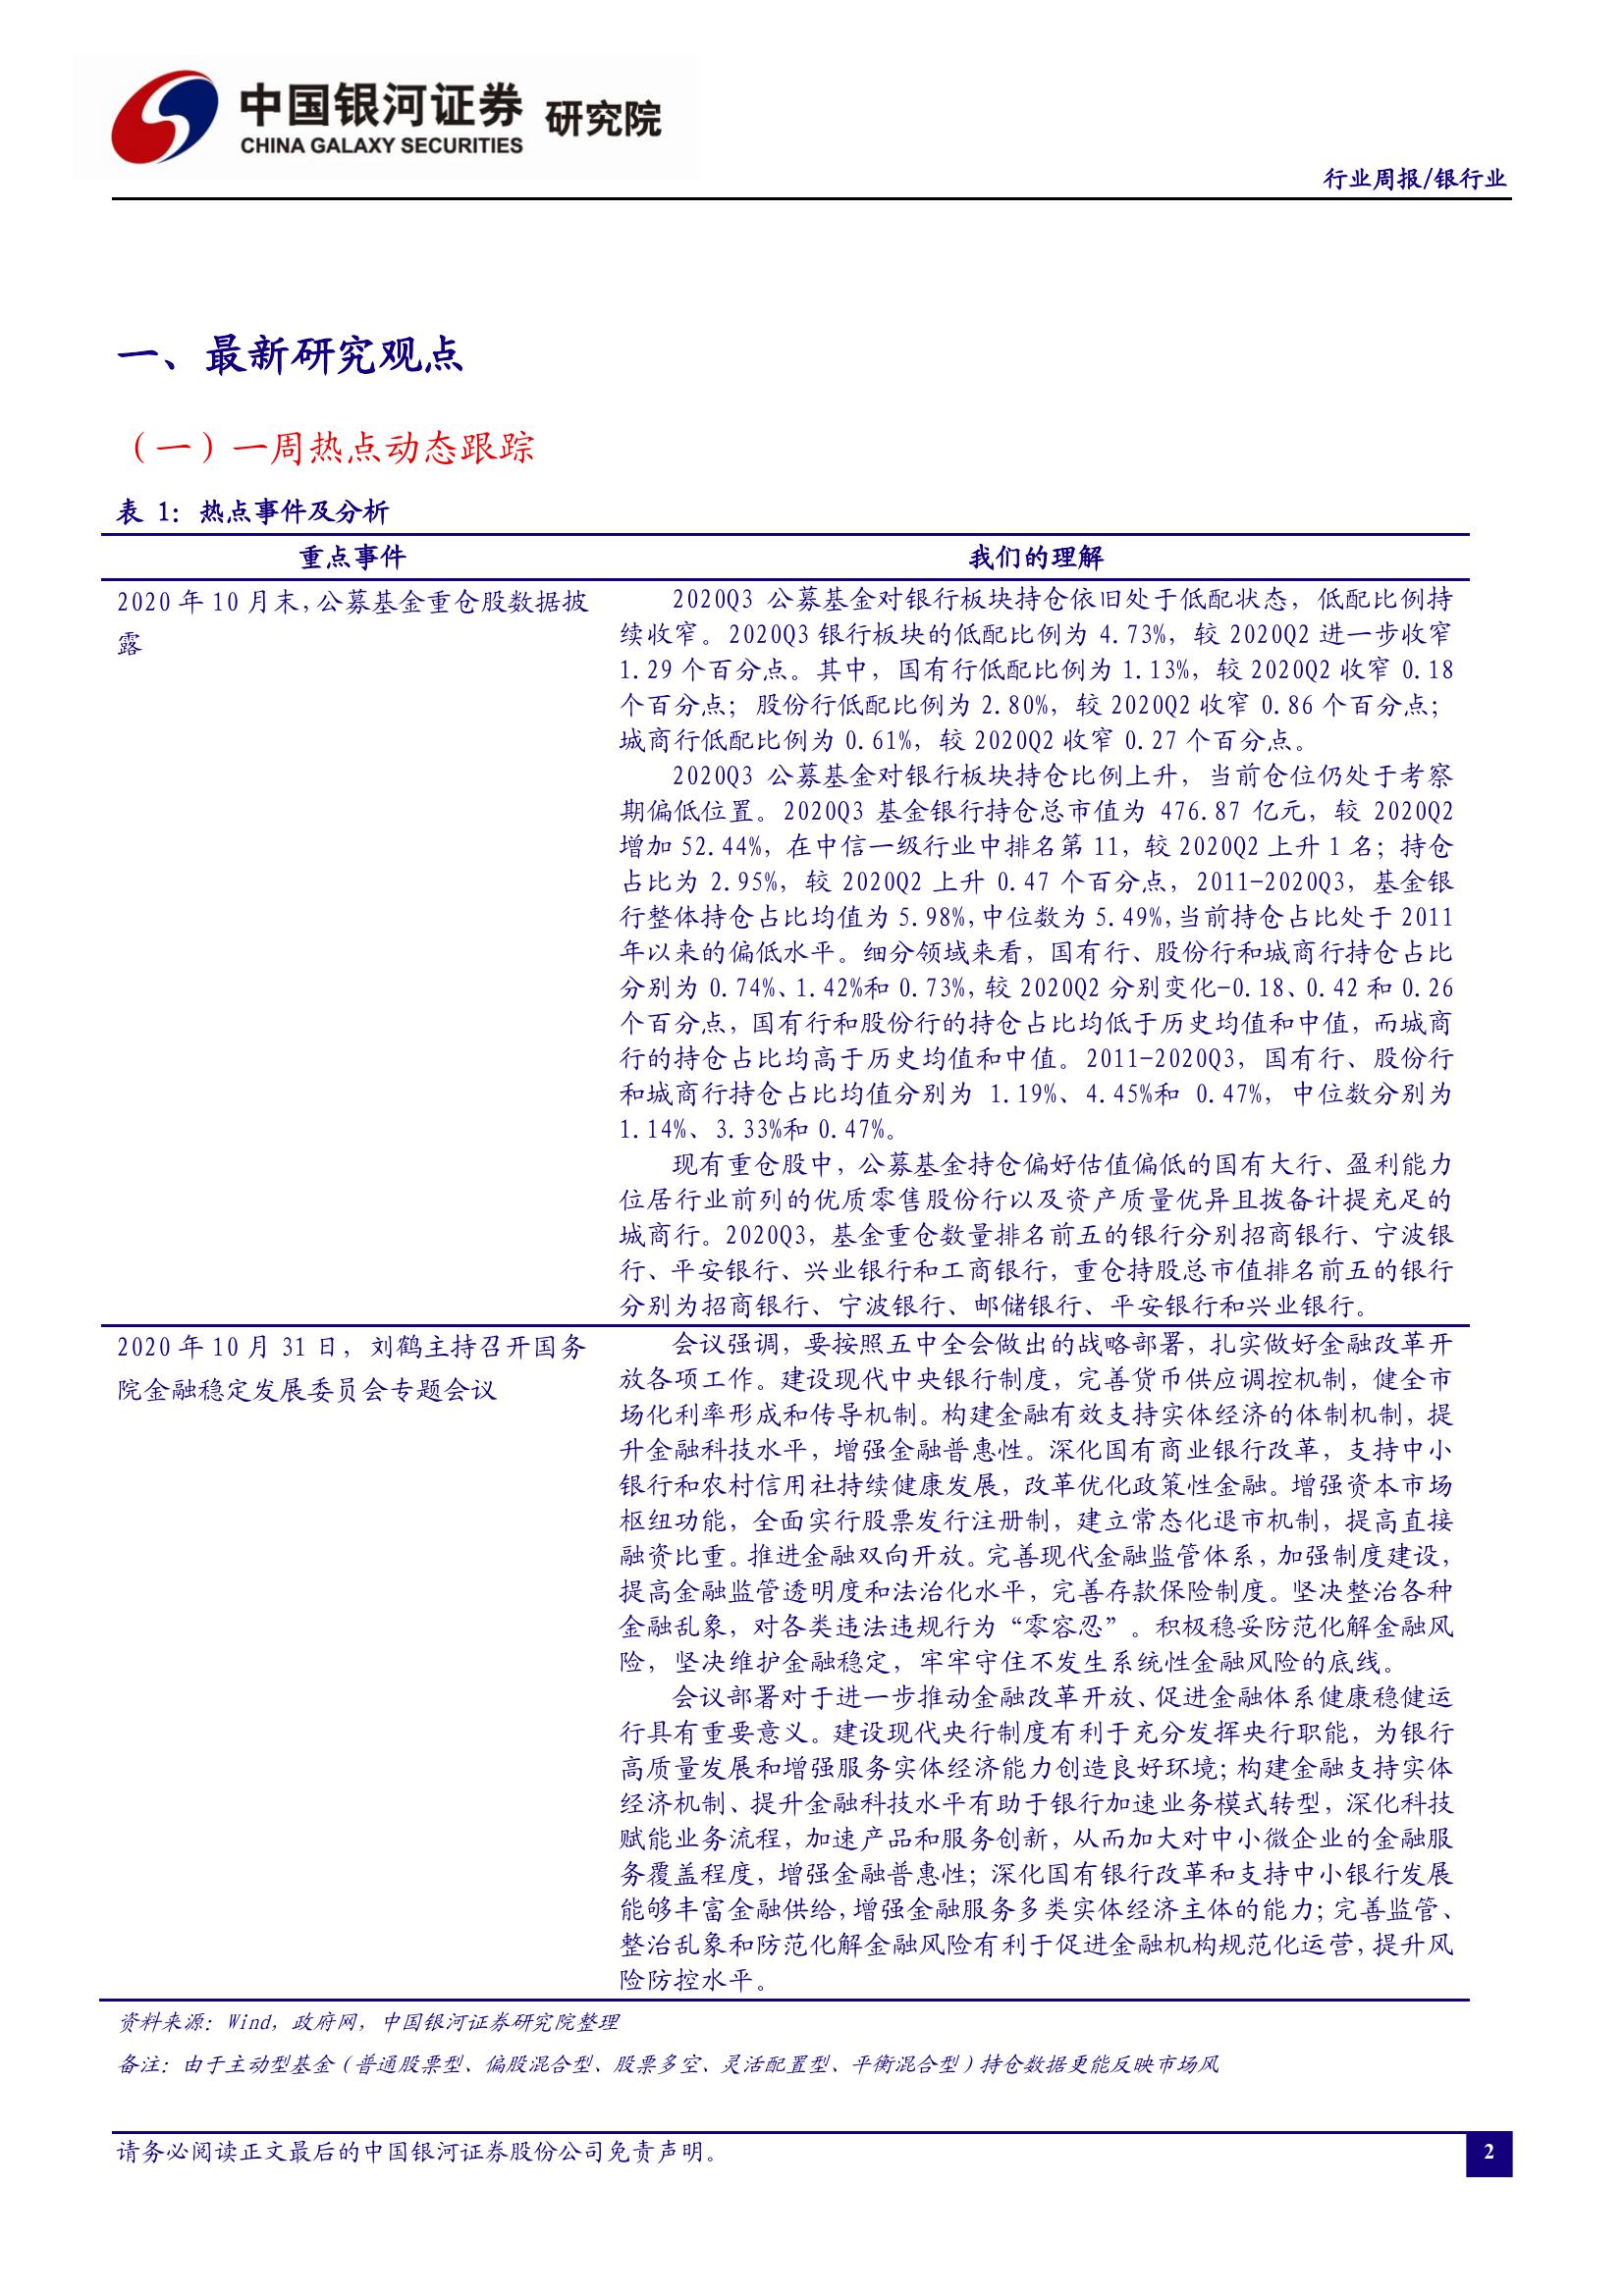 中国银河证券 研究院
CHINA GALAXY SECURITIES
行业周报/银行业
一、最新研究观点
（一）一周热点动态跟踪
表 1：热点事件及分析
重点事件
我们的理解
2020 年 10 月末，公募基金重仓股数据披
露
2020Q3 公募基金对银行板块持仓依旧处于低配状态，低配比例持
续收窄。2020Q3 银行板块的低配比例为 4.73%，较 2020Q2 进一步收窄
1.29 个百分点。其中，国有行低配比例为 1.13%，较 2020Q2 收窄 0.18
个百分点；股份行低配比例为 2.80%，较 2020Q2 收窄 0.86 个百分点；
城商行低配比例为 0.61%，较 2020Q2 收窄 0.27 个百分点。
2020Q3 公募基金对银行板块持仓比例上升，当前仓位仍处于考察
期偏低位置。2020Q3 基金银行持仓总市值为 476.87 亿元，较 2020Q2
增加 52.44%，在中信一级行业中排名第 11，较 2020Q2 上升 1 名；持仓
占比为 2.95%，较 2020Q2 上升 0.47 个百分点，2011-2020Q3，基金银
行整体持仓占比均值为 5.98%，中位数为 5.49%，当前持仓占比处于 2011
年以来的偏低水平。细分领域来看，国有行、股份行和城商行持仓占比
分别为 0.74%、1.42%和 0.73%，较 2020Q2 分别变化-0.18、0.42 和 0.26
个百分点，国有行和股份行的持仓占比均低于历史均值和中值，而城商
行的持仓占比均高于历史均值和中值。2011-2020Q3，国有行、股份行
和城商行持仓占比均值分别为 1.19%、4.45%和 0.47%，中位数分别为
1.14%、3.33%和 0.47%。
现有重仓股中，公募基金持仓偏好估值偏低的国有大行、盈利能力
位居行业前列的优质零售股份行以及资产质量优异且拨备计提充足的
城商行。2020Q3，基金重仓数量排名前五的银行分别招商银行、宁波银
行、平安银行、兴业银行和工商银行，重仓持股总市值排名前五的银行
分别为招商银行、宁波银行、邮储银行、平安银行和兴业银行。
2020 年 10 月 31 日，刘鹤主持召开国务
院金融稳定发展委员会专题会议
会议强调，要按照五中全会做出的战略部署，扎实做好金融改革开
放各项工作。建设现代中央银行制度，完善货币供应调控机制，健全市
场化利率形成和传导机制。构建金融有效支持实体经济的体制机制，提
升金融科技水平，增强金融普惠性。深化国有商业银行改革，支持中小
银行和农村信用社持续健康发展，改革优化政策性金融。增强资本市场
枢纽功能，全面实行股票发行注册制，建立常态化退市机制，提高直接
融资比重。推进金融双向开放。完善现代金融监管体系，加强制度建设，
提高金融监管透明度和法治化水平，完善存款保险制度。坚决整治各种
金融乱象，对各类违法违规行为“零容忍”。积极稳妥防范化解金融风
险，坚决维护金融稳定，牢牢守住不发生系统性金融风险的底线。
会议部署对于进一步推动金融改革开放、促进金融体系健康稳健运
行具有重要意义。建设现代央行制度有利于充分发挥央行职能，为银行
高质量发展和增强服务实体经济能力创造良好环境；构建金融支持实体
经济机制、提升金融科技水平有助于银行加速业务模式转型，深化科技
赋能业务流程，加速产品和服务创新，从而加大对中小微企业的金融服
务覆盖程度，增强金融普惠性；深化国有银行改革和支持中小银行发展
能够丰富金融供给，增强金融服务多类实体经济主体的能力；完善监管、
整治乱象和防范化解金融风险有利于促进金融机构规范化运营，提升风
险防控水平。
资料来源：Wind，政府网，中国银河证券研究院整理
备注：由于主动型基金（普通股票型、偏股混合型、股票多空、灵活配置型、平衡混合型）持仓数据更能反映市场风
请务必阅读正文最后的中国银河证券股份公司免责声明。
2